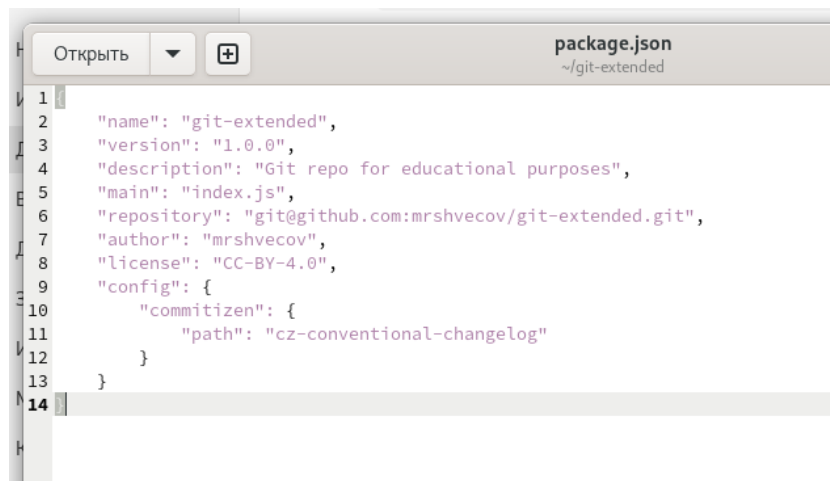 Открыть
package.json
~/git-extended
1 {
2     "name": "git-extended",
3     "version": "1.0.0",
4     "description": "Git repo for educational purposes",
5     "main": "index.js",
6     "repository": "git@github.com:mrshvecov/git-extended.git",
7     "author": "mrshvecov",
8     "license": "CC-BY-4.0",
9     "config": {
10         "commitizen": {
11             "path": "cz-conventional-changelog"
12         }
13     }
14 }